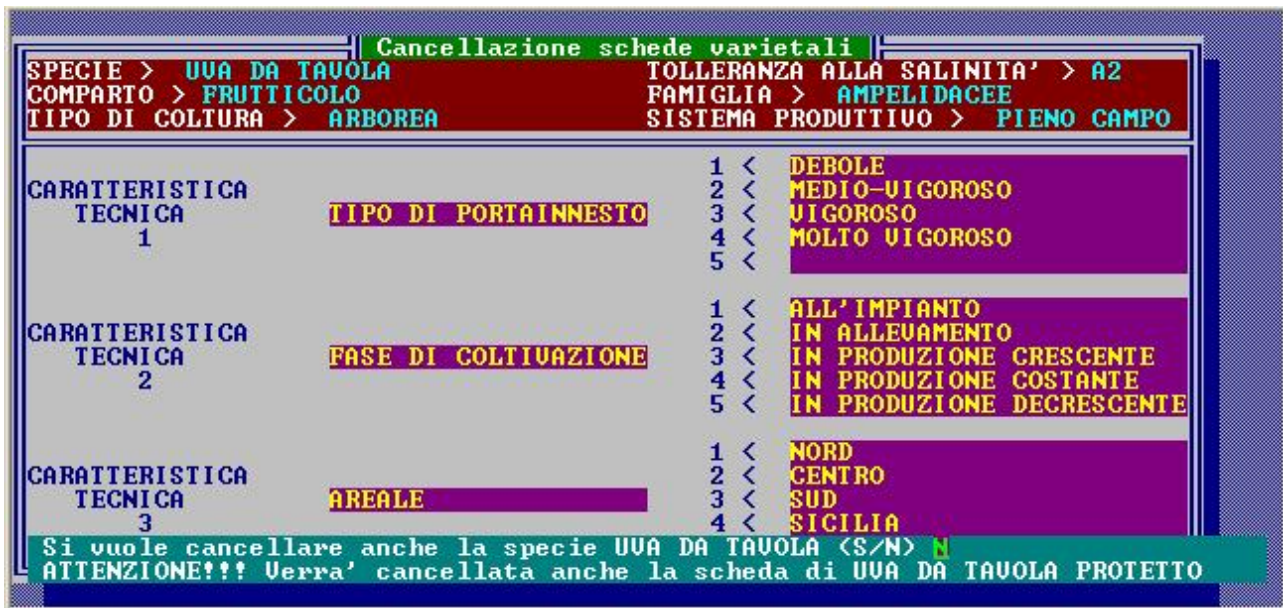 Cancellazione schede varietali
SPECIE > UVA DA TAVOLA TOLLERANZA ALLA SALINITA' > A2
COMPARTO > FRUTTICOLO FAMIGLIA > AMPELIDACEE
TIPO DI COLTURA > ARBOREA SISTEMA PRODUTTIVO > PIENO CAMPO
1 < DEBOLE
CARATTERISTICA 2 < MEDIO-VIGOROSO
TECNICA TIPO DI PORTAINNESTO 3 < VIGOROSO
1 4 < MOLTO VIGOROSO
5 <
1 < ALL'IMPIANTO
CARATTERISTICA 2 < IN ALLEVAMENTO
TECNICA FASE DI COLTIVAZIONE 3 < IN PRODUZIONE CRESCENTE
2 4 < IN PRODUZIONE COSTANTE
5 < IN PRODUZIONE DECRESCENTE
1 < NORD
CARATTERISTICA 2 < CENTRO
TECNICA AREALE 3 < SUD
3 4 < SICILIA
Si vuole cancellare anche la specie UVA DA TAVOLA (S/N) N
ATTENZIONE!!! Verra' cancellata anche la scheda di UVA DA TAVOLA PROTETTO